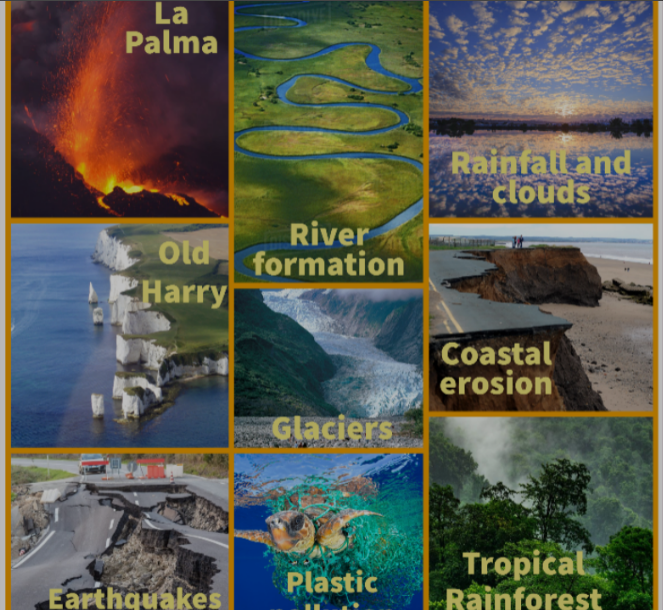 La
Palma
River
formation
Rainfall and
clouds
Old
Harry
Glaciers
Coastal
erosion
Earthquakes
Plastic
Tropical
Rainforest